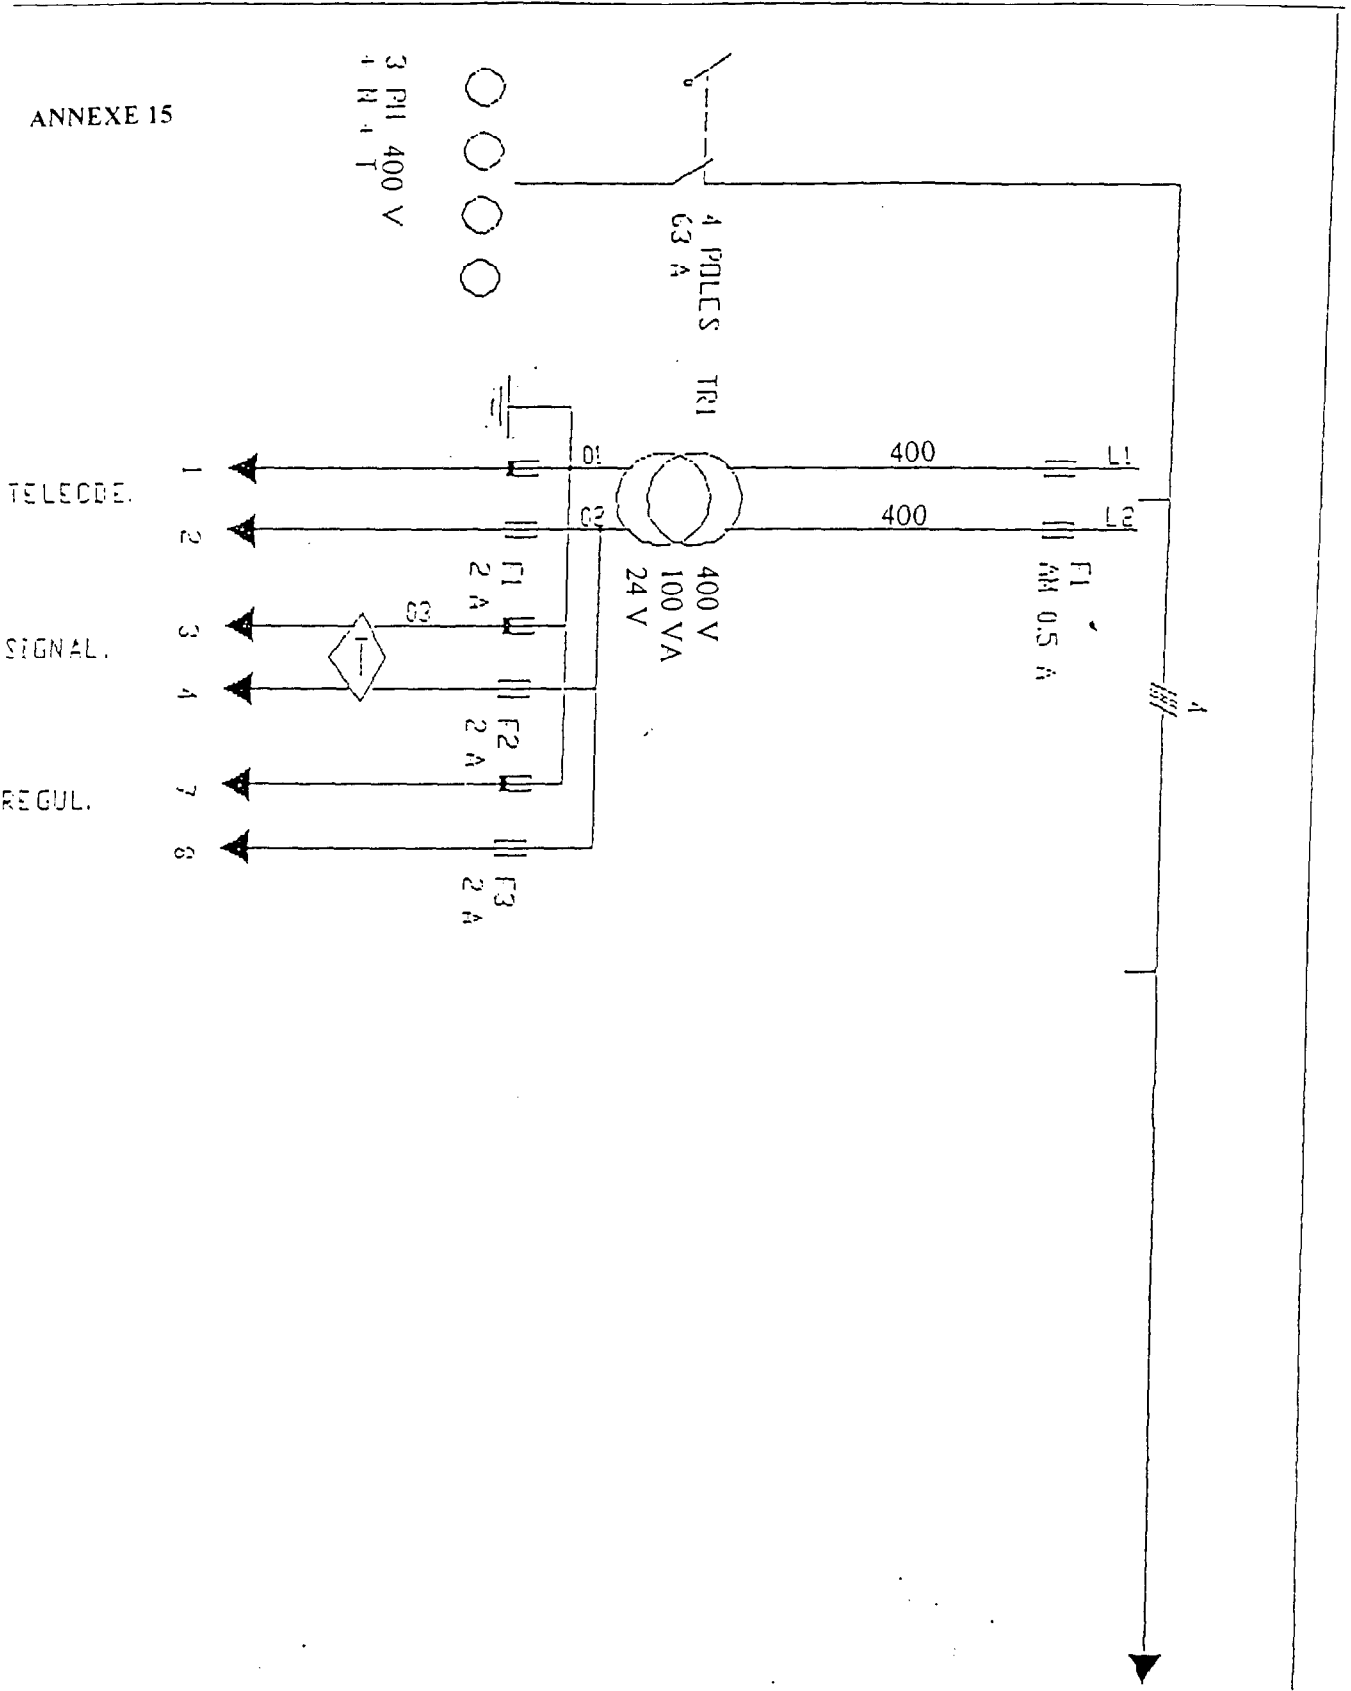 ANNEXE 15
3 PH 400 V
+ N + T
4 POLES
63 A
TR1
L1
400
01
L2
400
02
F1
AM 0.5 A
400 V
100 VA
24 V
F1
2 A
03
F2
2 A
F3
2 A
4
1
TELECDE.
2
3
SIGNAL.
4
7
REGUL.
8